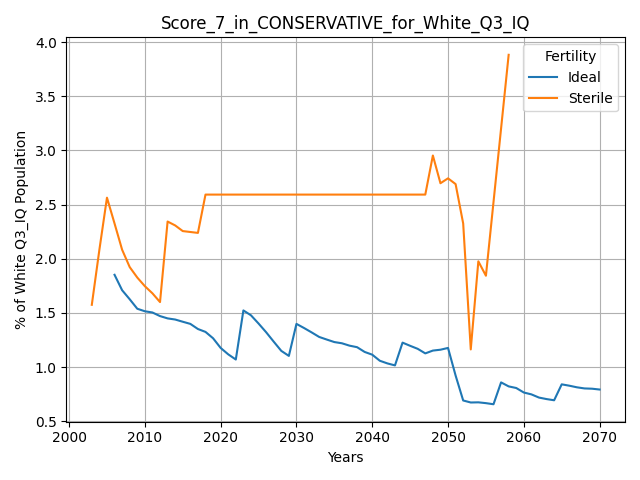 Score_7_in_CONSERVATIVE_for_White_Q3_IQ
% of White Q3_IQ Population
4.0
3.5
3.0
2.5
2.0
1.5
1.0
0.5
Fertility
Ideal
Sterile
2000 2010 2020 2030 2040 2050 2060 2070
Years